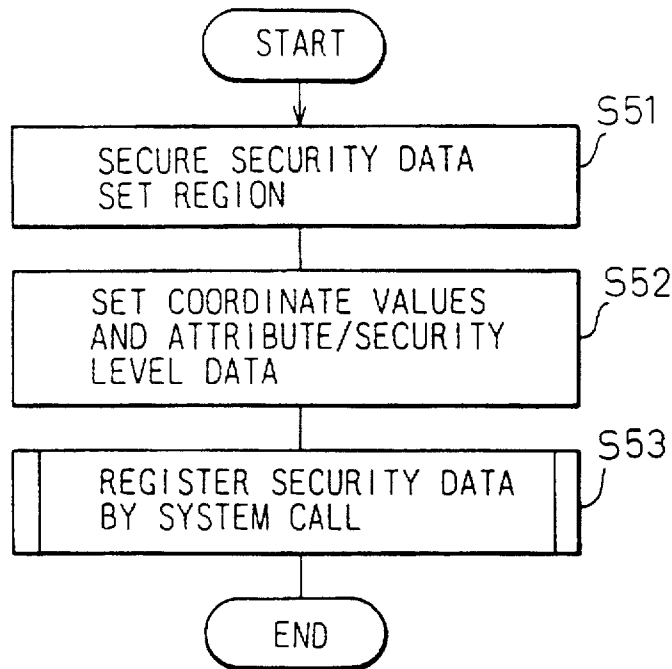 START
S51
SECURE SECURITY DATA
SET REGION
S52
SET COORDINATE VALUES
AND ATTRIBUTE/SECURITY
LEVEL DATA
S53
REGISTER SECURITY DATA
BY SYSTEM CALL
END